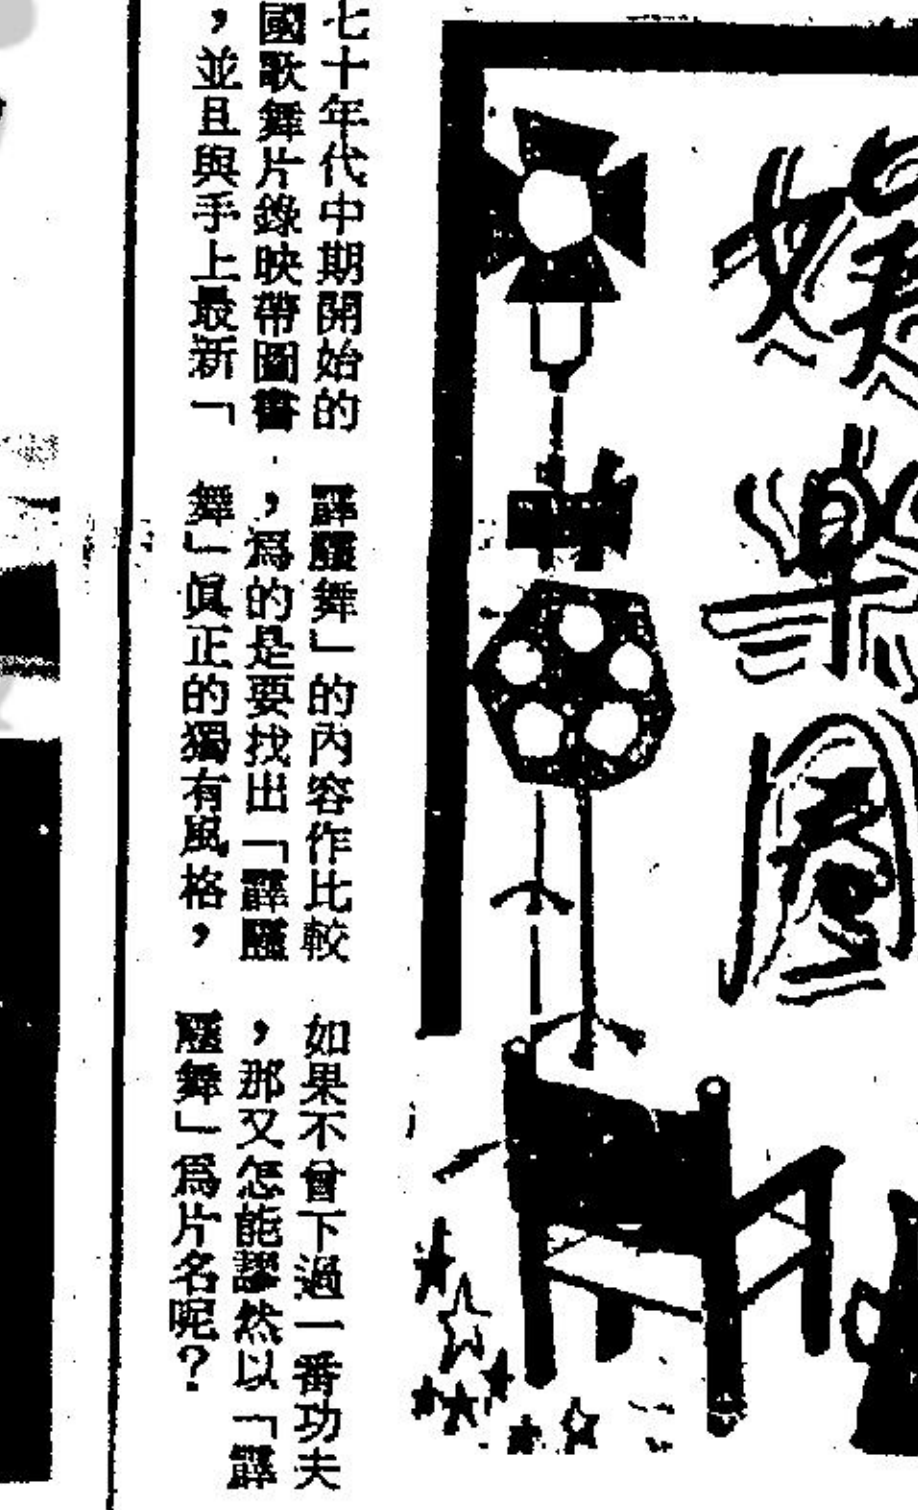 娛樂圈
七十年代中期開始的
國歌舞片錄映帶圖書
，並且與手上最新「
霹靂舞」的內容作比較
，爲的是要找出「霹靂
舞」眞正的獨有風格，
如果不曾下過一番功夫
，那又怎能謬然以「霹
靂舞」爲片名呢？